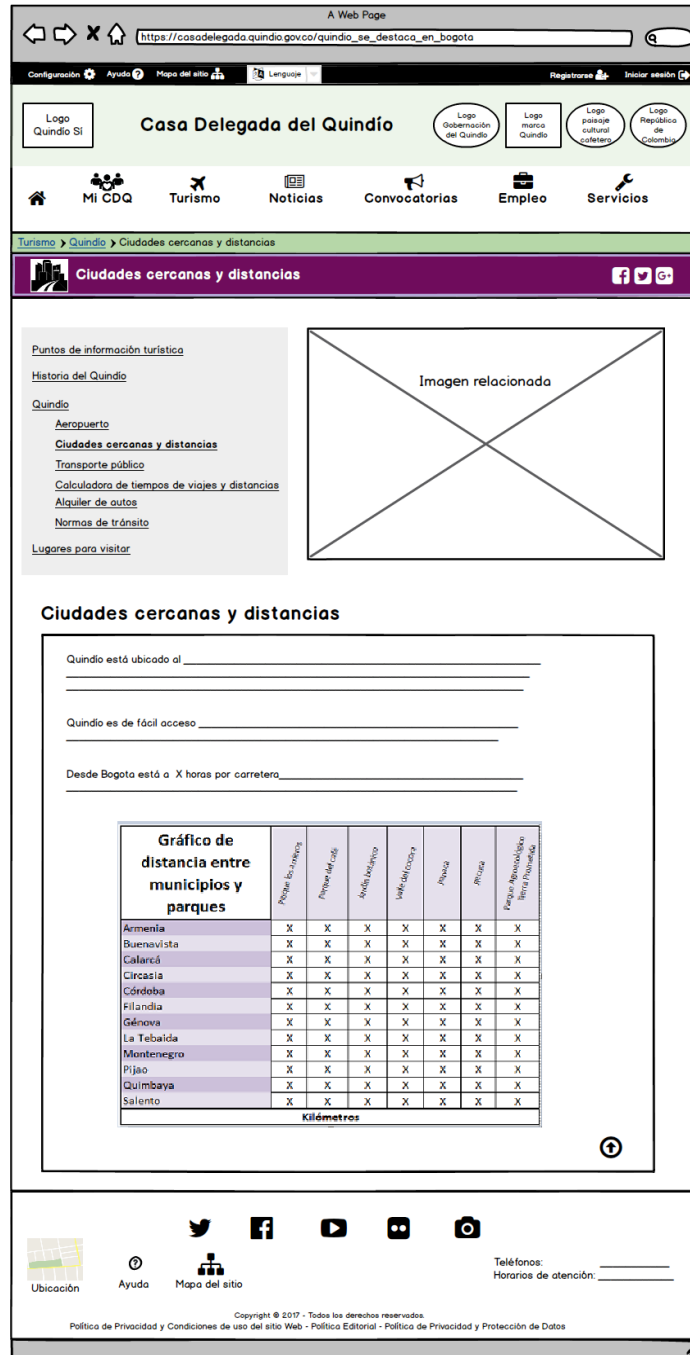 A Web Page
https://casadelegada.quindio.gov.co/quindio_se_destaca_en_bogota
Configuración Ayuda Mapa del sitio Lenguaje Registrarse Iniciar sesión
Logo Quindío Sí
Casa Delegada del Quindío
Logo Gobernación del Quindío
Logo marca Quindío
Logo paisaje cultural cafetero
Logo República de Colombia
Mi CDQ Turismo Noticias Convocatorias Empleo Servicios
Turismo Quindío Ciudades cercanas y distancias
Ciudades cercanas y distancias
Puntos de información turística
Historia del Quindío
Quindío
Aeropuerto
Ciudades cercanas y distancias
Transporte público
Calculadora de tiempos de viajes y distancias
Alquiler de autos
Normas de tránsito
Lugares para visitar
Imagen relacionada
Ciudades cercanas y distancias
Quindío está ubicado al
Quindío es de fácil acceso
Desde Bogota está a X horas por carretera
Gráfico de
distancia entre
municipios y
parques
Parque los Arrieros
Parque del café
Jardín botánico
Valle del cocora
Panaca
Recuca
Parque Agroecológico
Tierra Prometida
Armenia X X X X X X X
Buenavista X X X X X X X
Calarcá X X X X X X X
Circasia X X X X X X X
Córdoba X X X X X X X
Filandia X X X X X X X
Génova X X X X X X X
La Tebaida X X X X X X X
Montenegro X X X X X X X
Pijao X X X X X X X
Quimbaya X X X X X X X
Salento X X X X X X X
Kilómetros
Ubicación
Ayuda
Mapa del sitio
Teléfonos:
Horarios de atención:
Copyright © 2017 - Todos los derechos reservados.
Política de Privacidad y Condiciones de uso del sitio Web - Política Editorial - Política de Privacidad y Protección de Datos